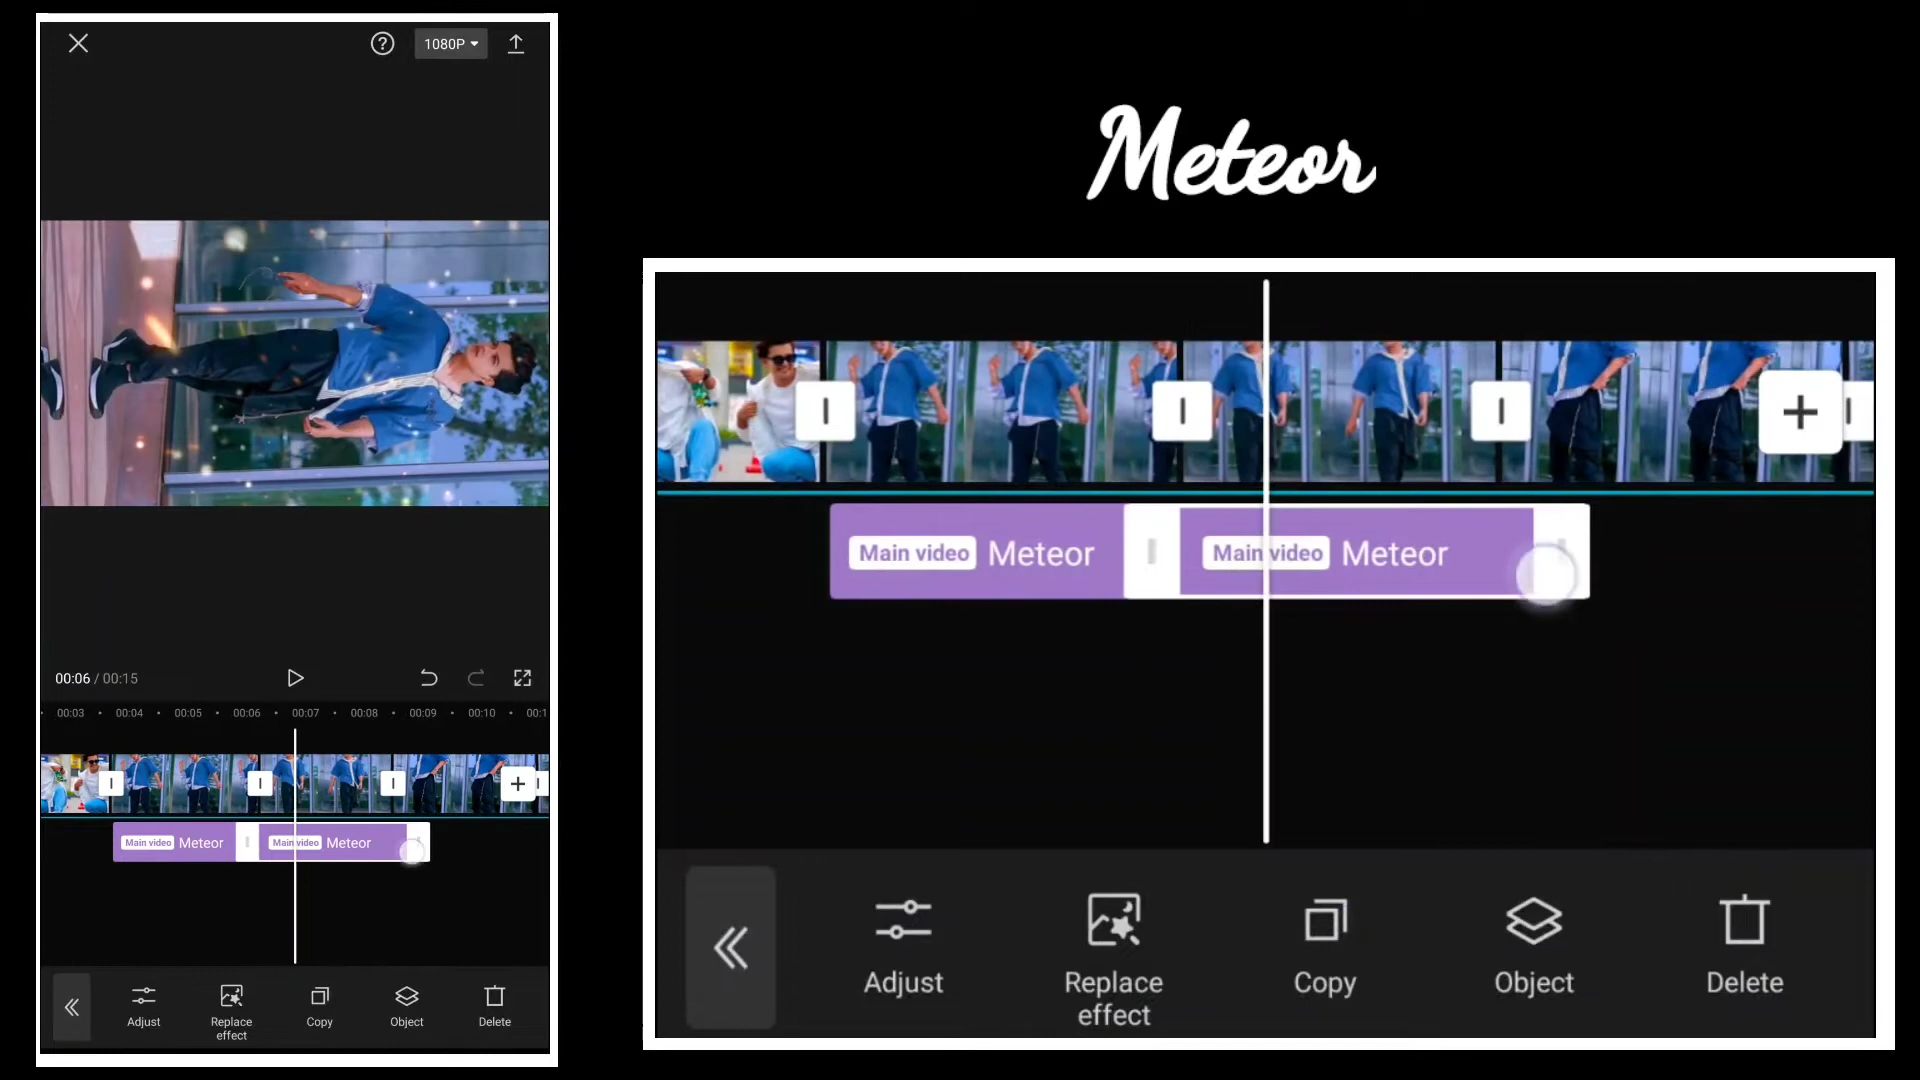 1080P
Meteor
00:06 / 00:15
00:03 00:04 00:05 00:06 00:07 00:08 00:09 00:10 00:1
Main video Meteor Main video Meteor
Adjust Replace effect Copy Object Delete
Main video Meteor Main video Meteor
Adjust Replace effect Copy Object Delete